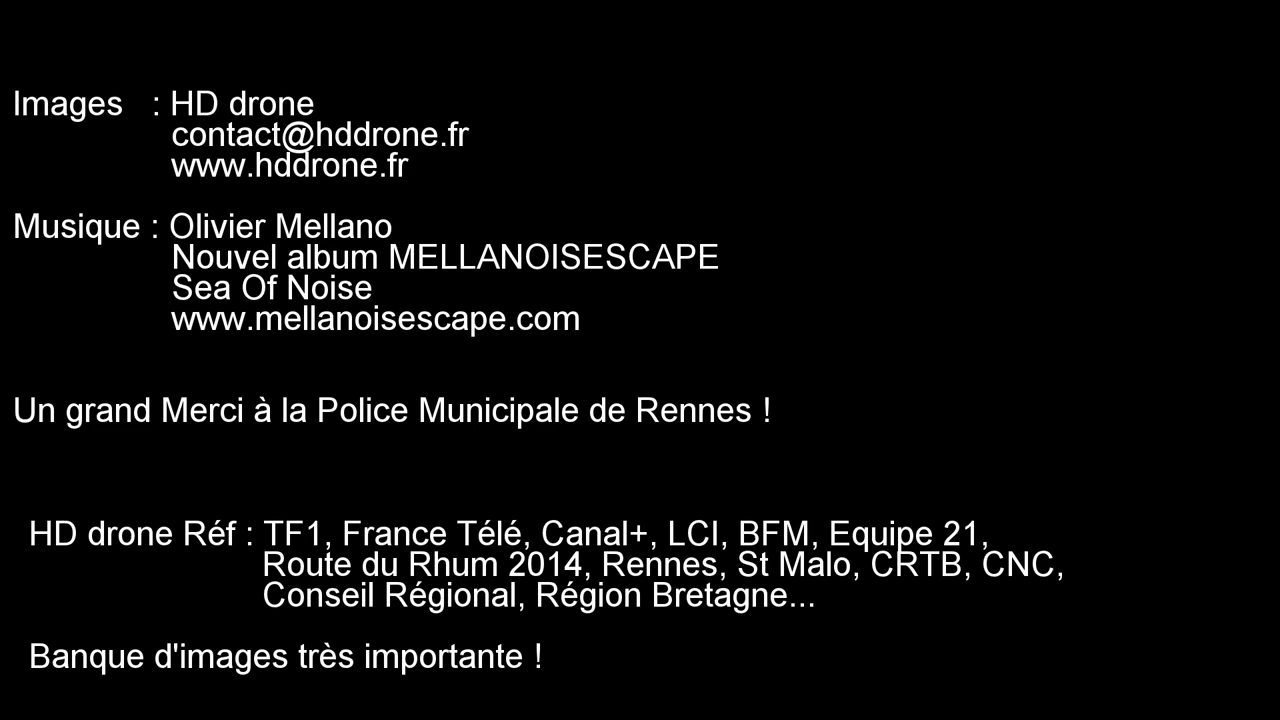 Images : HD drone
contact@hddrone.fr
www.hddrone.fr
Musique : Olivier Mellano
Nouvel album MELLANOISESCAPE
Sea Of Noise
www.mellanoisescape.com
Un grand Merci à la Police Municipale de Rennes !
HD drone Réf : TF1, France Télé, Canal+, LCI, BFM, Equipe 21,
Route du Rhum 2014, Rennes, St Malo, CRTB, CNC,
Conseil Régional, Région Bretagne...
Banque d'images très importante !